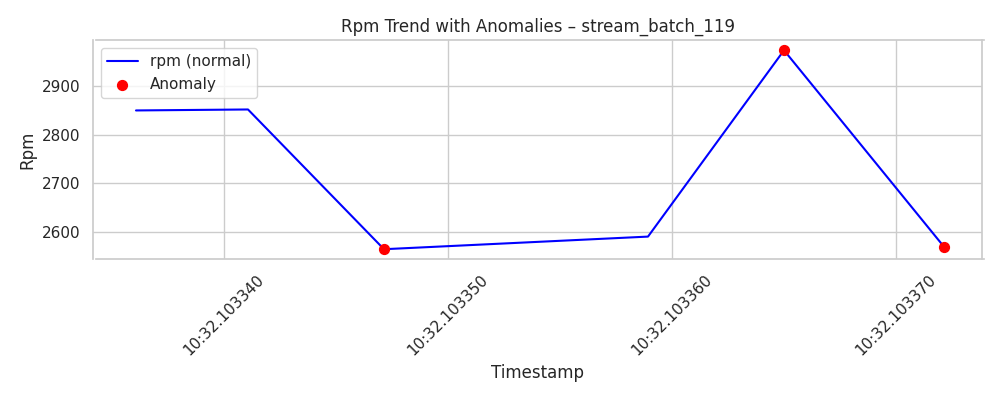 Rpm Trend with Anomalies – stream_batch_119
rpm (normal)
Anomaly
Rpm
2900
2800
2700
2600
10:32.103340
10:32.103350
10:32.103360
10:32.103370
Timestamp